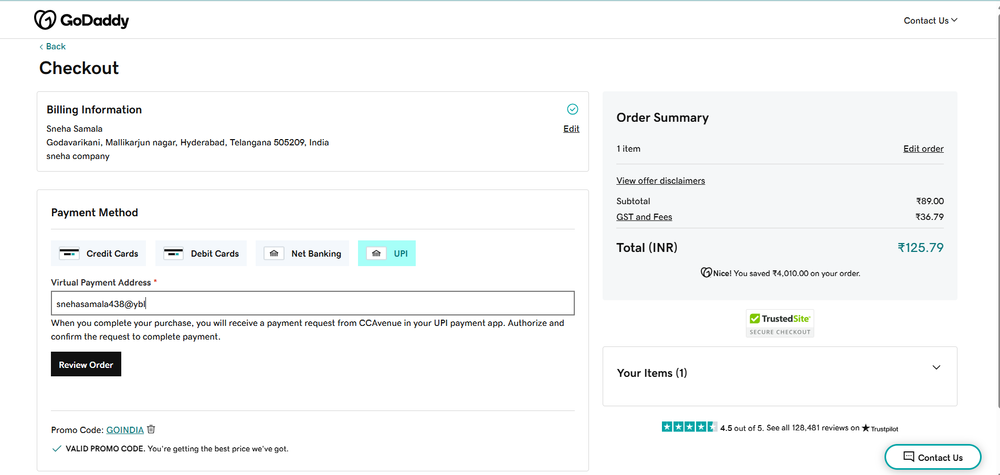 GoDaddy
Contact Us
Back
Checkout
Billing Information
Sneha Samala
Edit
Godavarikani, Mallikarjun nagar, Hyderabad, Telangana 505209, India
sneha company
Payment Method
Credit Cards
Debit Cards
Net Banking
UPI
Virtual Payment Address *
snehasamala438@ybl
When you complete your purchase, you will receive a payment request from CCAvenue in your UPI payment app. Authorize and
confirm the request to complete payment.
Review Order
Promo Code: GOINDIA
VALID PROMO CODE. You're getting the best price we've got.
Order Summary
1 item
Edit order
View offer disclaimers
Subtotal ₹89.00
GST and Fees ₹36.79
Total (INR) ₹125.79
Nice! You saved ₹4,010.00 on your order.
TrustedSite
SECURE CHECKOUT
Your Items (1)
4.5 out of 5. See all 128,481 reviews on Trustpilot
Contact Us